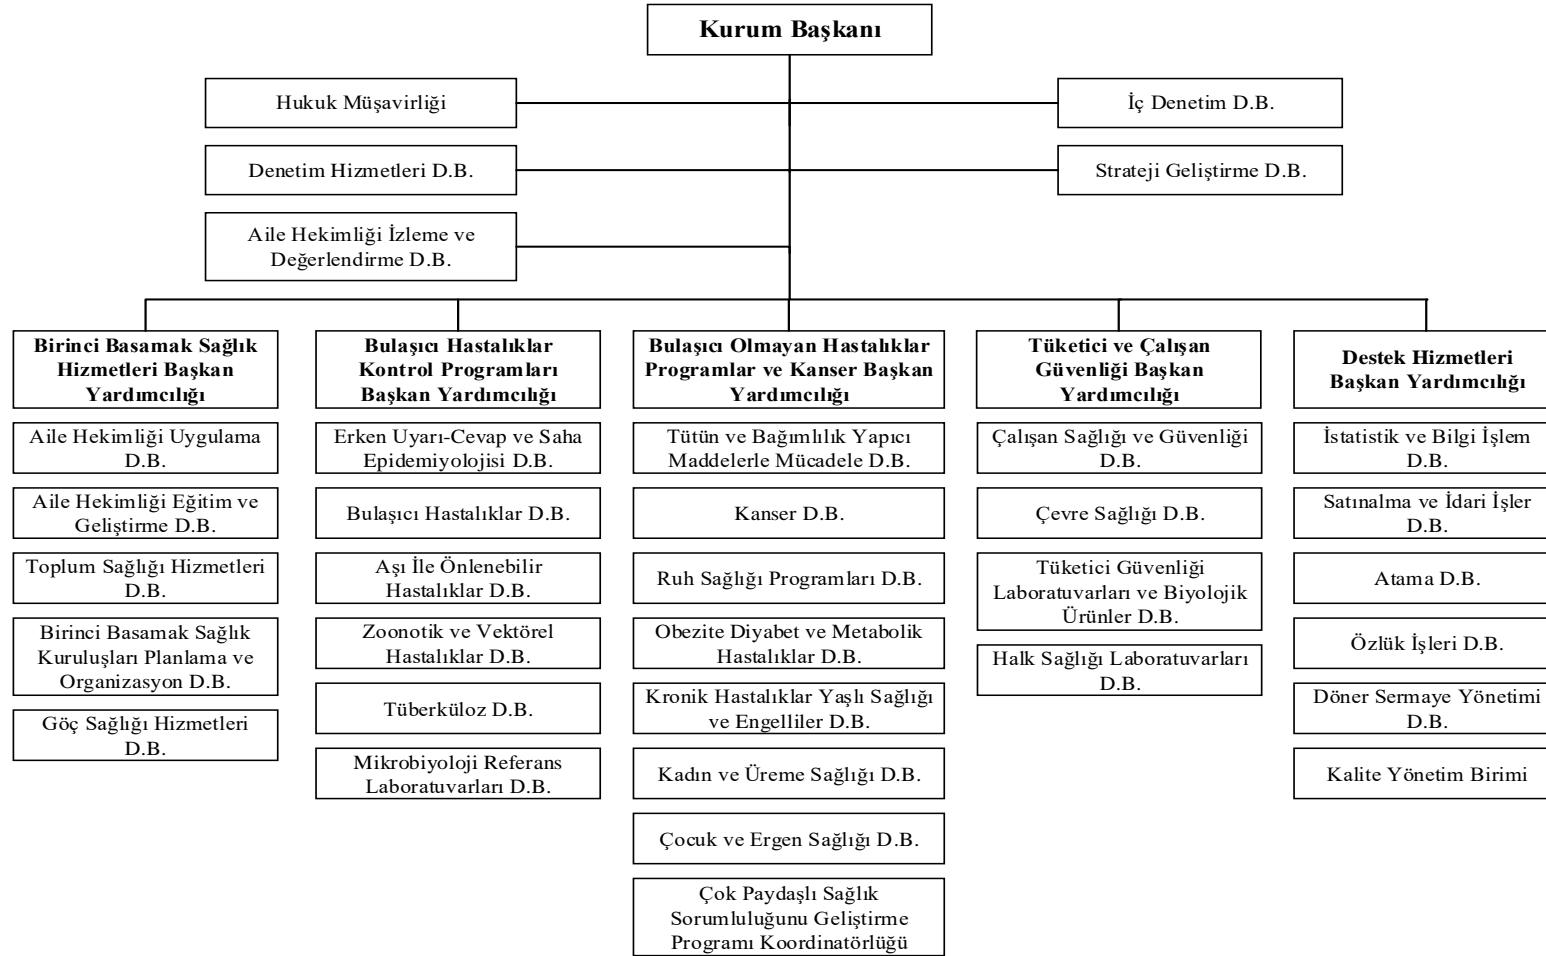 Kurum Başkanı
Hukuk Müşavirliği
İç Denetim D.B.
Denetim Hizmetleri D.B.
Strateji Geliştirme D.B.
Aile Hekimliği İzleme ve
Değerlendirme D.B.
Birinci Basamak Sağlık
Hizmetleri Başkan
Yardımcılığı
Aile Hekimliği Uygulama
D.B.
Aile Hekimliği Eğitim ve
Geliştirme D.B.
Toplum Sağlığı Hizmetleri
D.B.
Birinci Basamak Sağlık
Kuruluşları Planlama ve
Organizasyon D.B.
Göç Sağlığı Hizmetleri
D.B.
Bulaşıcı Hastalıklar
Kontrol Programları
Başkan Yardımcılığı
Erken Uyarı-Cevap ve Saha
Epidemiyolojisi D.B.
Bulaşıcı Hastalıklar D.B.
Aşı İle Önlenebilir
Hastalıklar D.B.
Zoonotik ve Vektörel
Hastalıklar D.B.
Tüberküloz D.B.
Mikrobiyoloji Referans
Laboratuvarları D.B.
Bulaşıcı Olmayan Hastalıklar
Programlar ve Kanser Başkan
Yardımcılığı
Tütün ve Bağımlılık Yapıcı
Maddelerle Mücadele D.B.
Kanser D.B.
Ruh Sağlığı Programları D.B.
Obezite Diyabet ve Metabolik
Hastalıklar D.B.
Kronik Hastalıklar Yaşlı Sağlığı
ve Engelliler D.B.
Kadın ve Üreme Sağlığı D.B.
Çocuk ve Ergen Sağlığı D.B.
Çok Paydaşlı Sağlık
Sorumluluğunu Geliştirme
Programı Koordinatörlüğü
Tüketici ve Çalışan
Güvenliği Başkan
Yardımcılığı
Çalışan Sağlığı ve Güvenliği
D.B.
Çevre Sağlığı D.B.
Tüketici Güvenliği
Laboratuvarları ve Biyolojik
Ürünler D.B.
Halk Sağlığı Laboratuvarları
D.B.
Destek Hizmetleri
Başkan Yardımcılığı
İstatistik ve Bilgi İşlem
D.B.
Satınalma ve İdari İşler
D.B.
Atama D.B.
Özlük İşleri D.B.
Döner Sermaye Yönetimi
D.B.
Kalite Yönetim Birimi